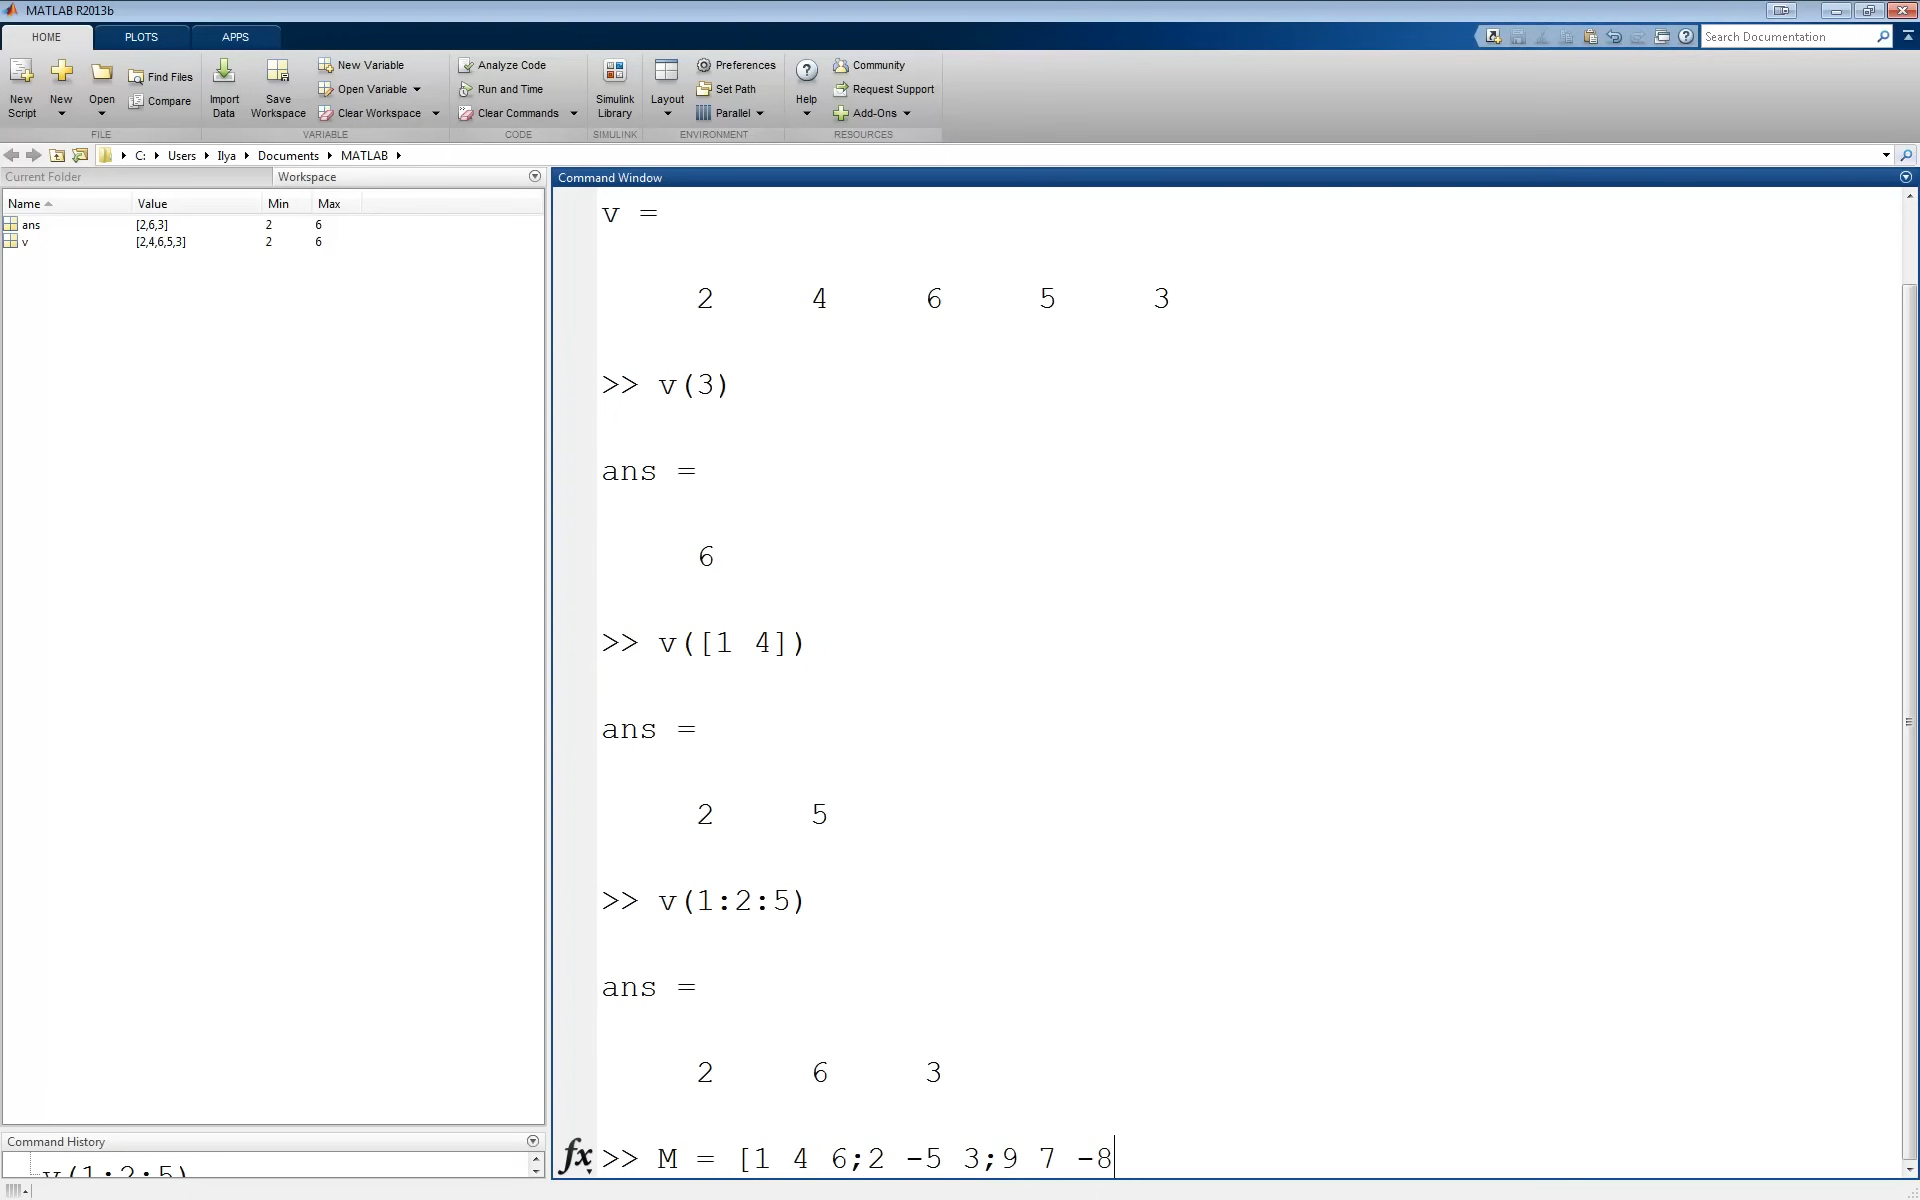 MATLAB R2013b
HOME PLOTS APPS
Search Documentation
New Script
New
Open
Find Files
Compare
Import Data
Save Workspace
New Variable
Open Variable
Clear Workspace
Analyze Code
Run and Time
Clear Commands
Simulink Library
Layout
Preferences
Set Path
Parallel
Help
Community
Request Support
Add-Ons
FILE VARIABLE CODE SIMULINK ENVIRONMENT RESOURCES
C: Users Ilya Documents MATLAB
Current Folder
Workspace
Name Value Min Max
ans [2,6,3] 2 6
v [2,4,6,5,3] 2 6
Command History
v(1:2:5)
Command Window
v =
2 4 6 5 3
>> v(3)
ans =
6
>> v([1 4])
ans =
2 5
>> v(1:2:5)
ans =
2 6 3
fx >> M = [1 4 6;2 -5 3;9 7 -8